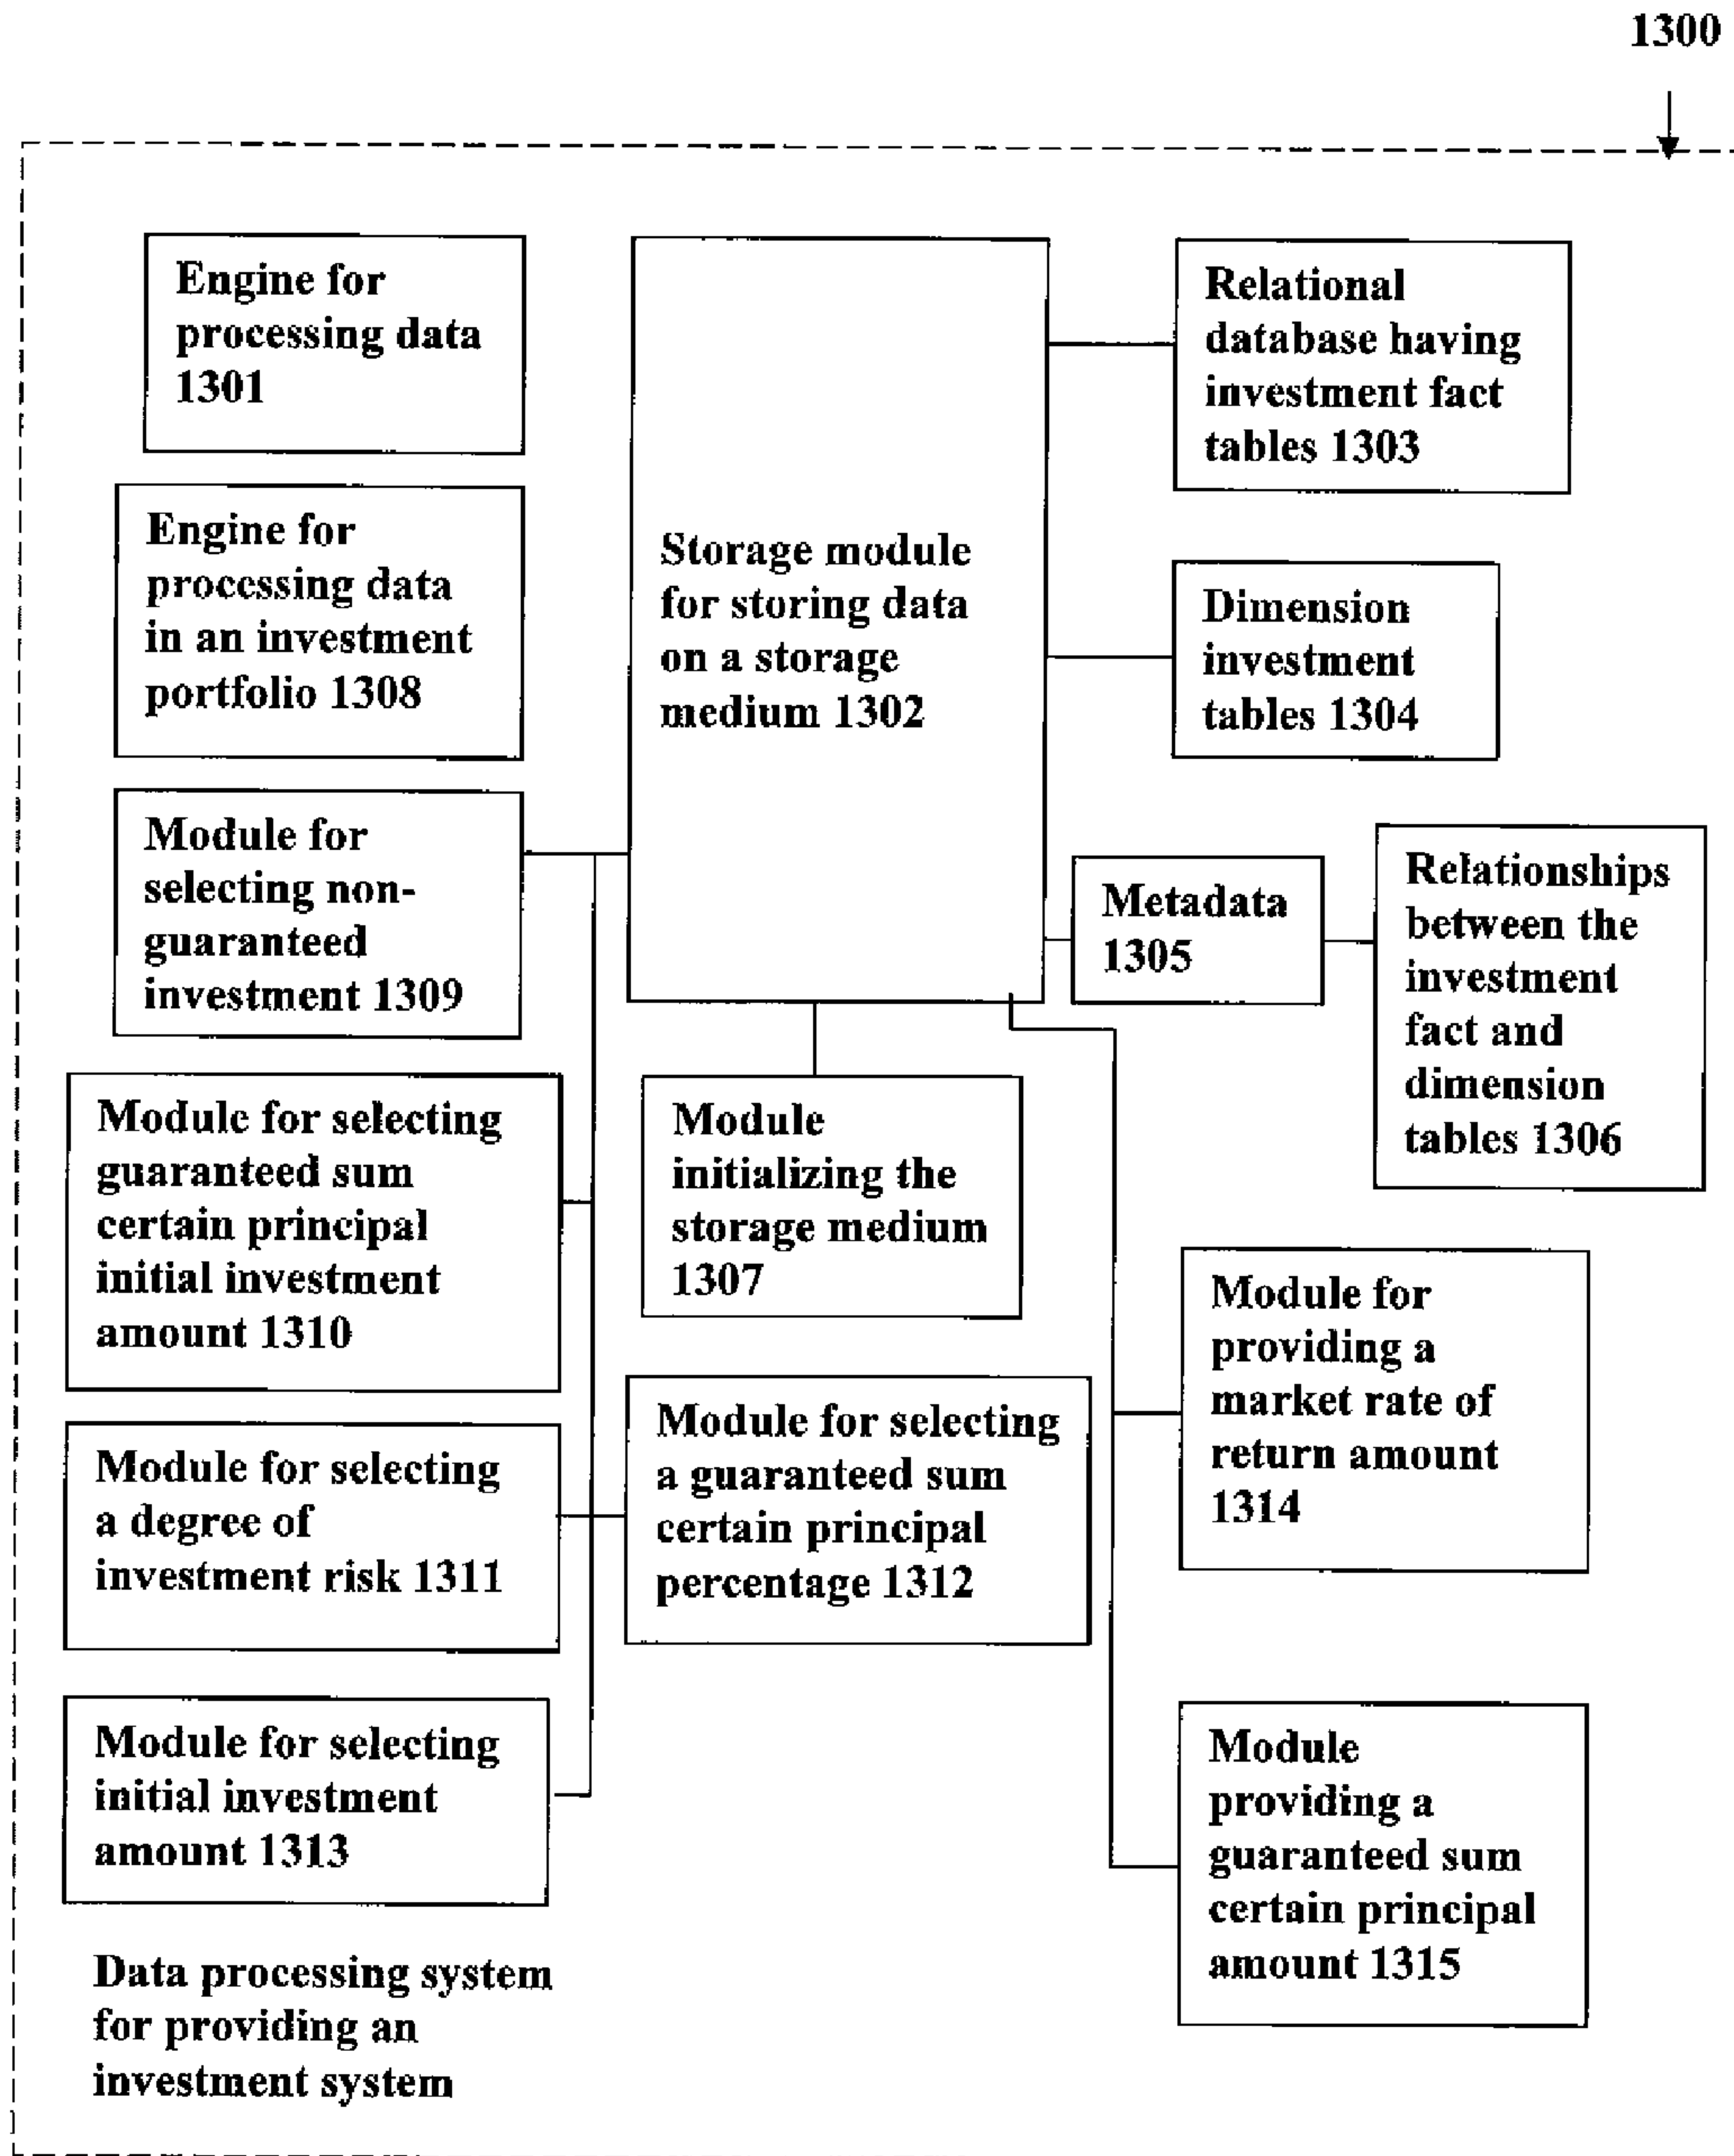 1300
Engine for
processing data
1301
Engine for
processing data
in an investment
portfolio 1308
Module for
selecting non-
guaranteed
investment 1309
Module for selecting
guaranteed sum
certain principal
initial investment
amount 1310
Module for selecting
a degree of
investment risk 1311
Module for selecting
initial investment
amount 1313
Data processing system
for providing an
investment system
Storage module
for storing data
on a storage
medium 1302
Module
initializing the
storage medium
1307
Module for selecting
a guaranteed sum
certain principal
percentage 1312
Relational
database having
investment fact
tables 1303
Dimension
investment
tables 1304
Metadata
1305
Relationships
between the
investment
fact and
dimension
tables 1306
Module for
providing a
market rate of
return amount
1314
Module
providing a
guaranteed sum
certain principal
amount 1315